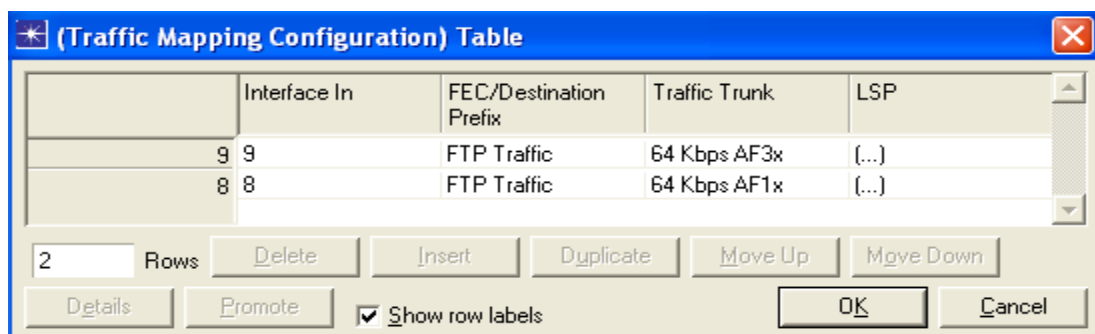 (Traffic Mapping Configuration) Table
Interface In FEC/Destination Prefix Traffic Trunk LSP
9 9 FTP Traffic 64 Kbps AF3x (...)
8 8 FTP Traffic 64 Kbps AF1x (...)
2 Rows Delete Insert Duplicate Move Up Move Down
Details Promote Show row labels OK Cancel